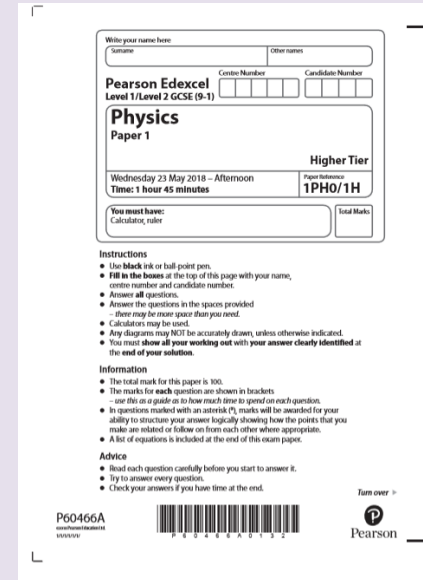 Write your name here
Surname
Other names
Centre Number
Candidate Number
Pearson Edexcel
Level 1/Level 2 GCSE (9-1)
Physics
Paper 1
Higher Tier
Wednesday 23 May 2018 – Afternoon
Time: 1 hour 45 minutes
Paper Reference
1PH0/1H
You must have:
Calculator, ruler
Total Marks
Instructions
● Use black ink or ball-point pen.
● Fill in the boxes at the top of this page with your name,
centre number and candidate number.
● Answer all questions.
● Answer the questions in the spaces provided
– there may be more space than you need.
● Calculators may be used.
● Any diagrams may NOT be accurately drawn, unless otherwise indicated.
● You must show all your working out with your answer clearly identified at
the end of your solution.
Information
● The total mark for this paper is 100.
● The marks for each question are shown in brackets
– use this as a guide as to how much time to spend on each question.
● In questions marked with an asterisk (*), marks will be awarded for your
ability to structure your answer logically showing how the points that you
make are related or follow on from each other where appropriate.
● A list of equations is included at the end of this exam paper.
Advice
● Read each question carefully before you start to answer it.
● Try to answer every question.
● Check your answers if you have time at the end.
Turn over
P60466A
P60466A0132
Pearson